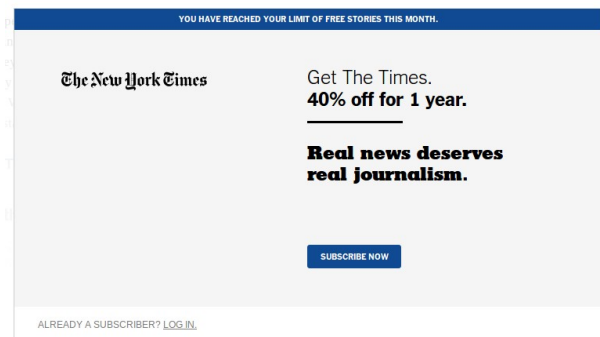 YOU HAVE REACHED YOUR LIMIT OF FREE STORIES THIS MONTH.
The New York Times
Get The Times.
40% off for 1 year.
Real news deserves
real journalism.
SUBSCRIBE NOW
ALREADY A SUBSCRIBER? LOG IN.